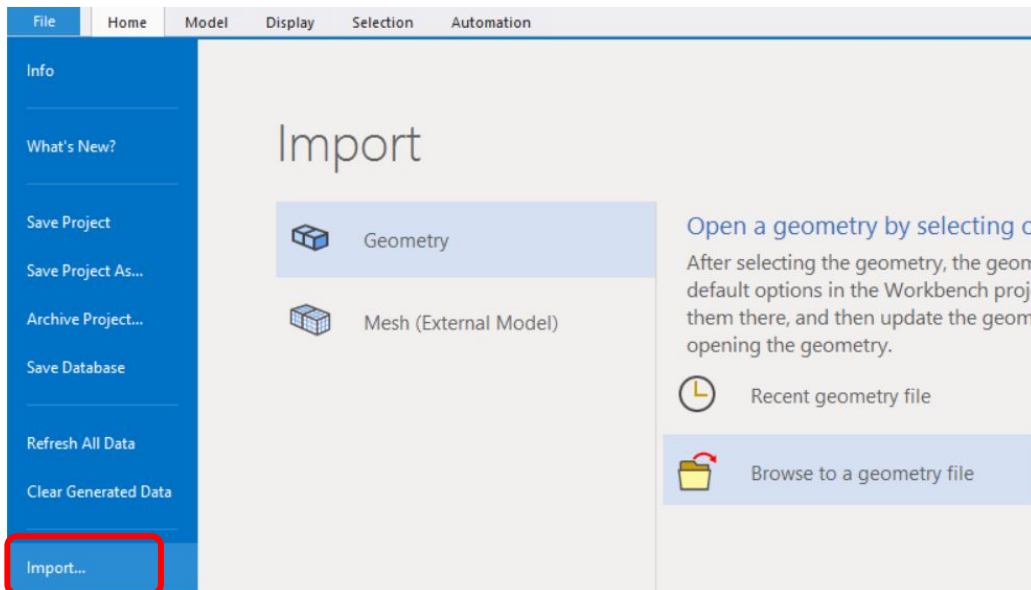 File Home Model Display Selection Automation
Info
What's New?
Save Project
Save Project As...
Archive Project...
Save Database
Refresh All Data
Clear Generated Data
Import...
Import
Geometry
Mesh (External Model)
Open a geometry by selecting
After selecting the geometry, the
default options in the Workbench
them there, and then update the
opening the geometry.
Recent geometry file
Browse to a geometry file